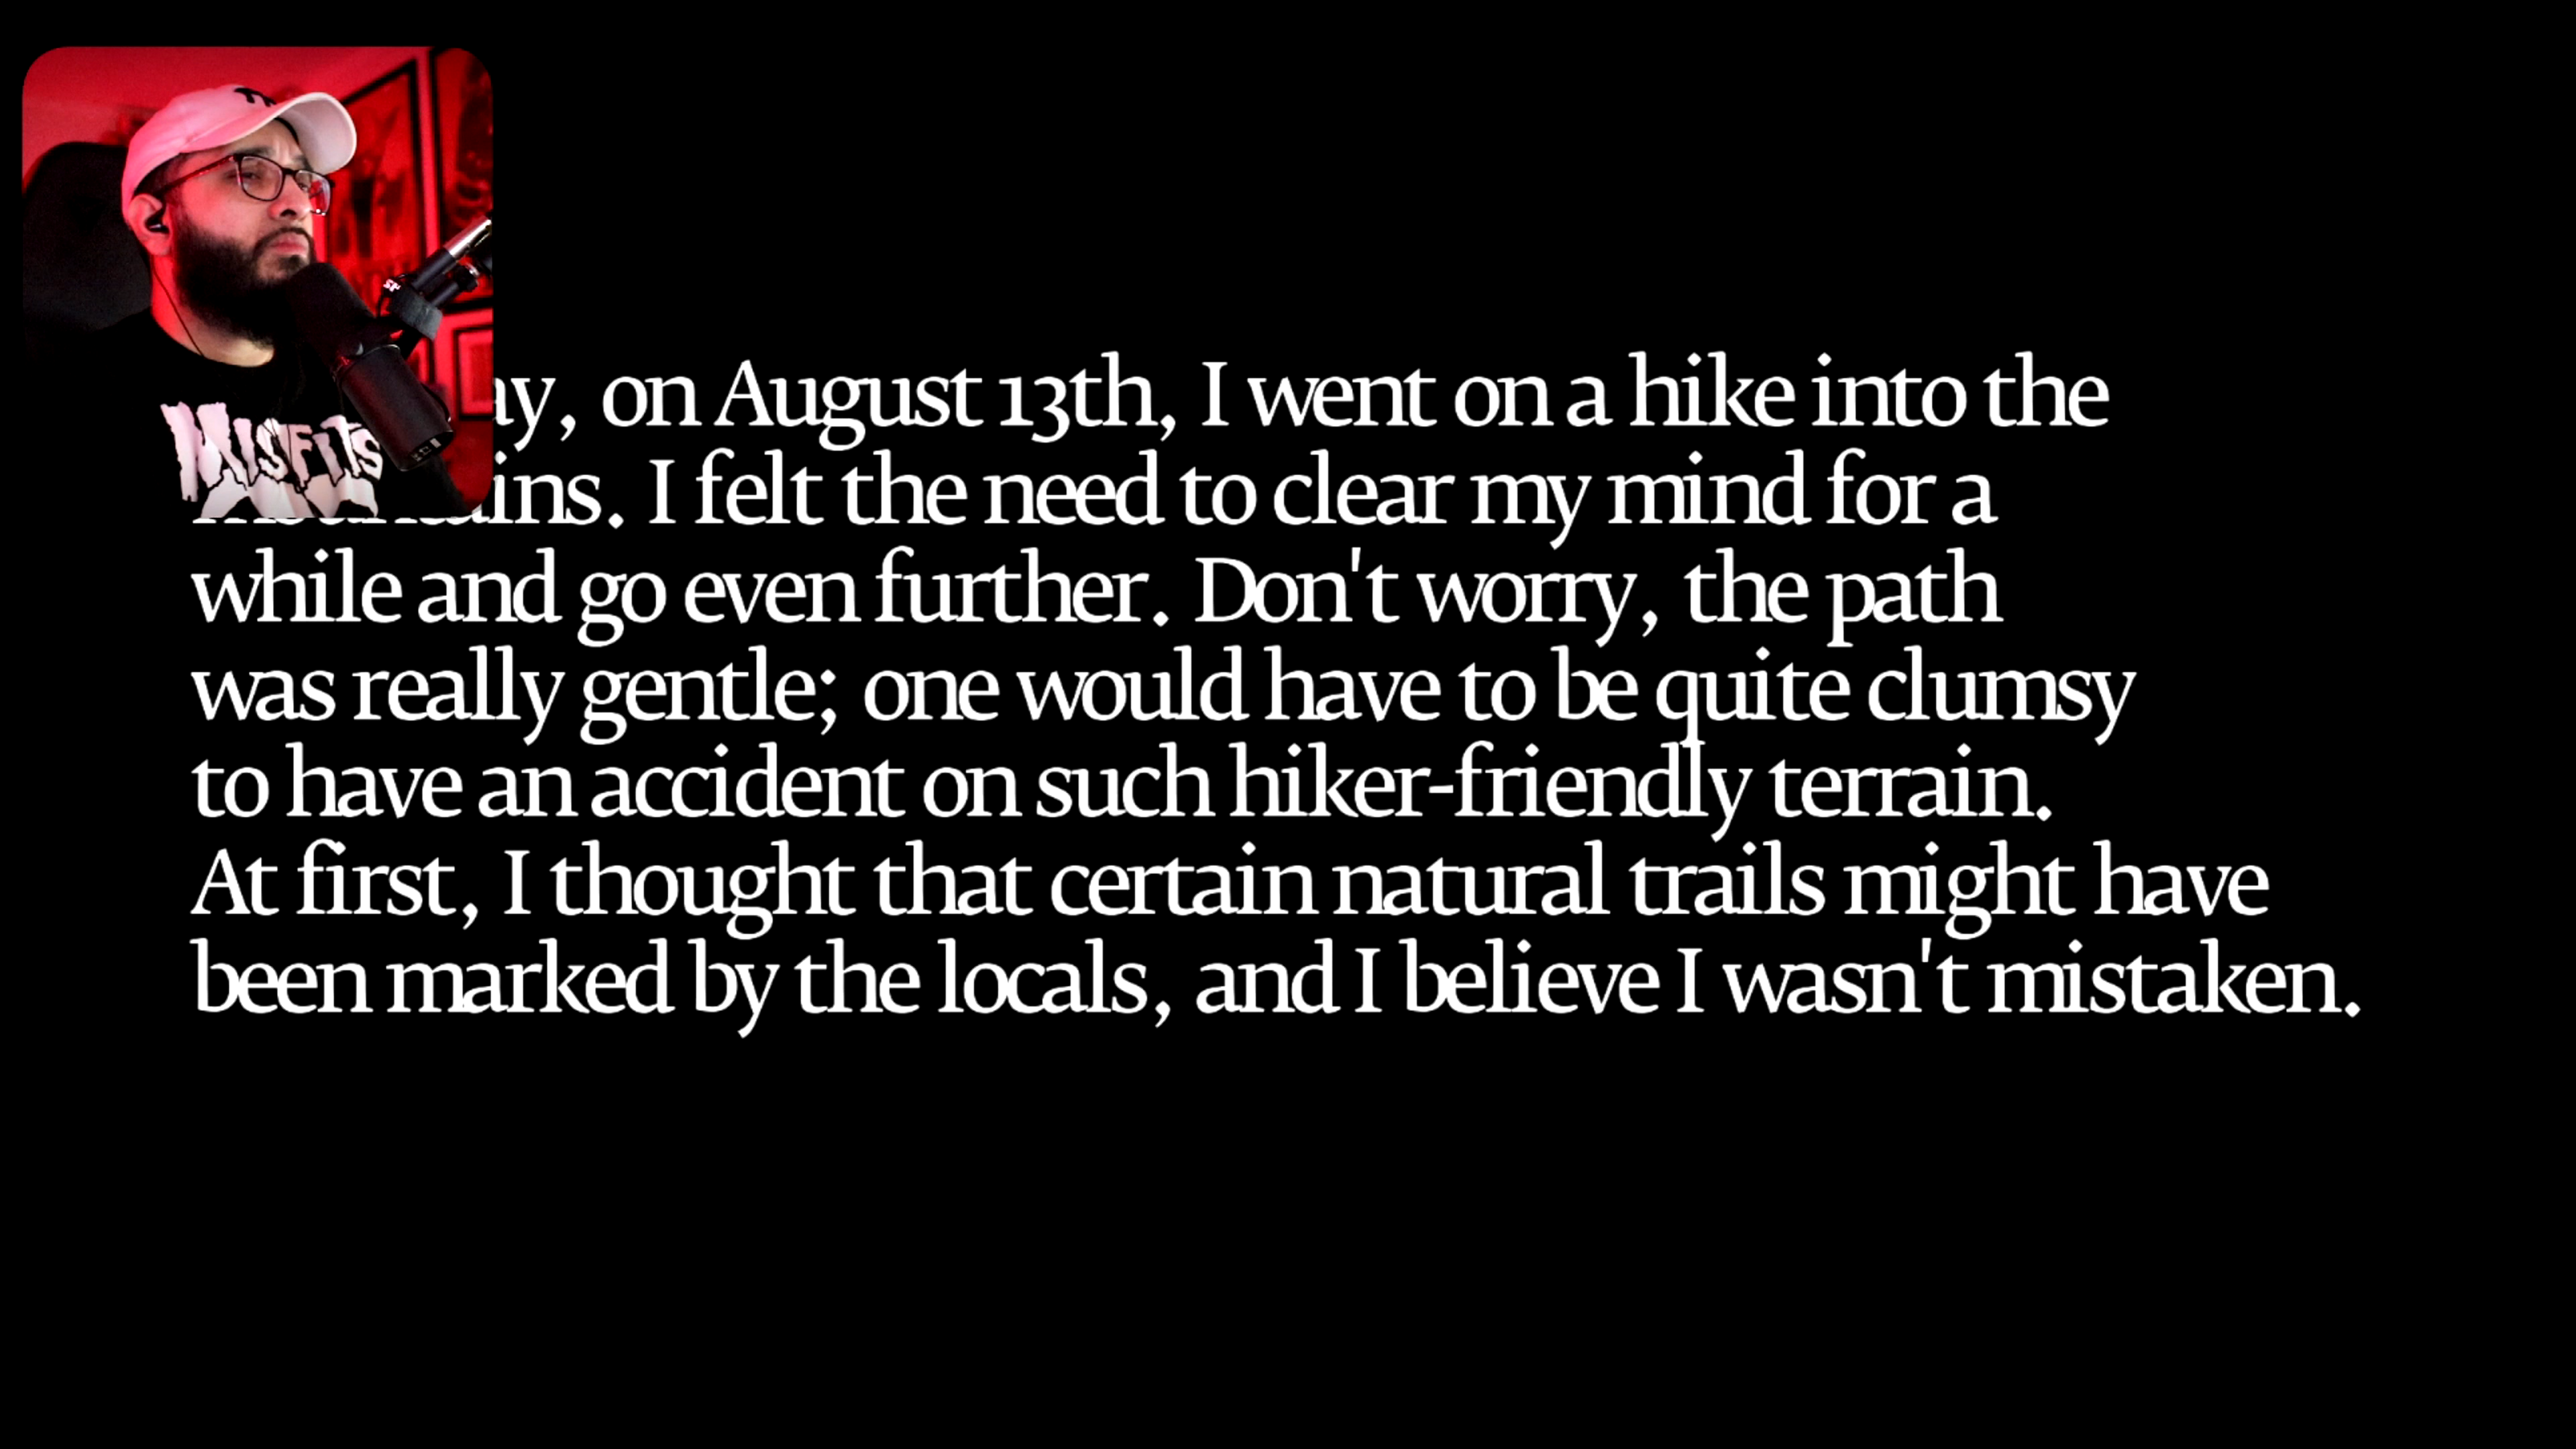 MISFITS
on August 13th, I went on a hike into the
I felt the need to clear my mind for a
while and go even further. Don't worry, the path
was really gentle; one would have to be quite clumsy
to have an accident on such hiker-friendly terrain.
At first, I thought that certain natural trails might have
been marked by the locals, and I believe I wasn't mistaken.